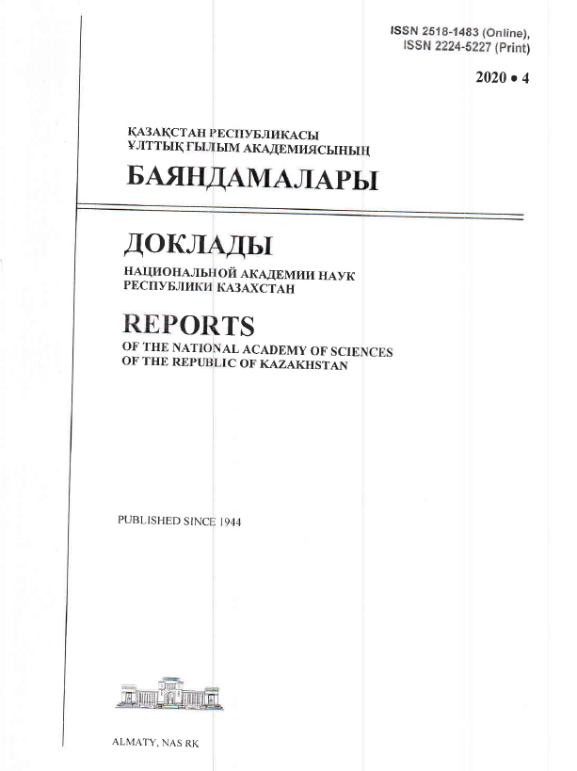 ISSN 2518-1483 (Online),
ISSN 2224-5227 (Print)
2020 • 4
ҚАЗАҚСТАН РЕСПУБЛИКАСЫ
ҰЛТТЫҚ ҒЫЛЫМ АКАДЕМИЯСЫНЫҢ
БАЯНДАМАЛАРЫ
ДОКЛАДЫ
НАЦИОНАЛЬНОЙ АКАДЕМИИ НАУК
РЕСПУБЛИКИ КАЗАХСТАН
REPORTS
OF THE NATIONAL ACADEMY OF SCIENCES
OF THE REPUBLIC OF KAZAKHSTAN
PUBLISHED SINCE 1944
ALMATY, NAS RK